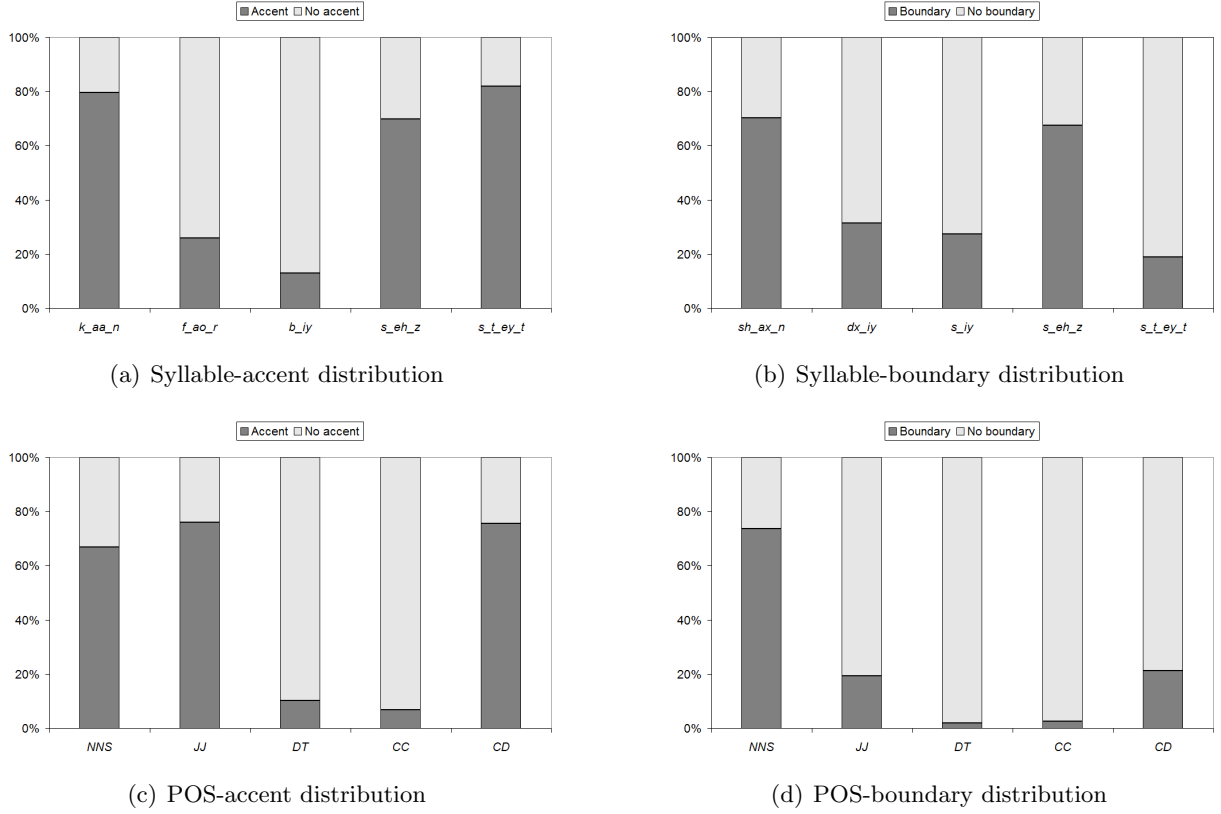 Accent No accent
100%
80%
60%
40%
20%
0%
k_aa_n f_ao_r b_iy s_eh_z s_t_ey_t
(a) Syllable-accent distribution
Boundary No boundary
100%
80%
60%
40%
20%
0%
sh_ax_n dx_iy s_iy s_eh_z s_t_ey_t
(b) Syllable-boundary distribution
Accent No accent
100%
80%
60%
40%
20%
0%
NNS JJ DT CC CD
(c) POS-accent distribution
Boundary No boundary
100%
80%
60%
40%
20%
0%
NNS JJ DT CC CD
(d) POS-boundary distribution